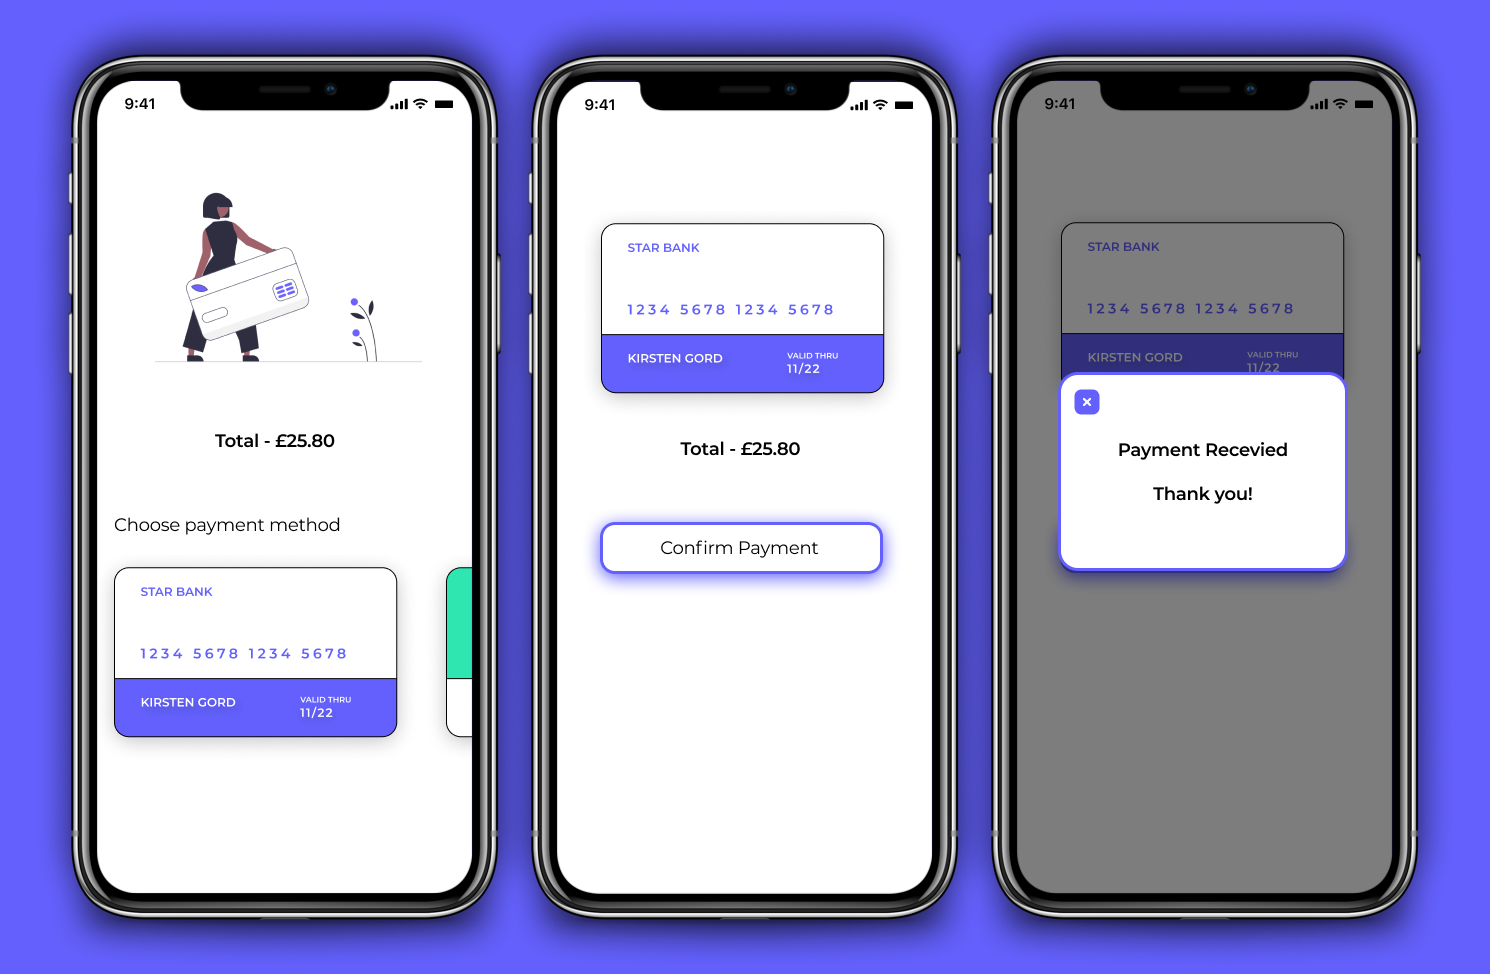 9:41
Total - £25.80
Choose payment method
STAR BANK
1234 5678 1234 5678
KIRSTEN GORD
VALID THRU
11/22
9:41
STAR BANK
1234 5678 1234 5678
KIRSTEN GORD
VALID THRU
11/22
Total - £25.80
Confirm Payment
9:41
STAR BANK
1234 5678 1234 5678
KIRSTEN GORD
VALID THRU
11/22
Payment Recevied
Thank you!